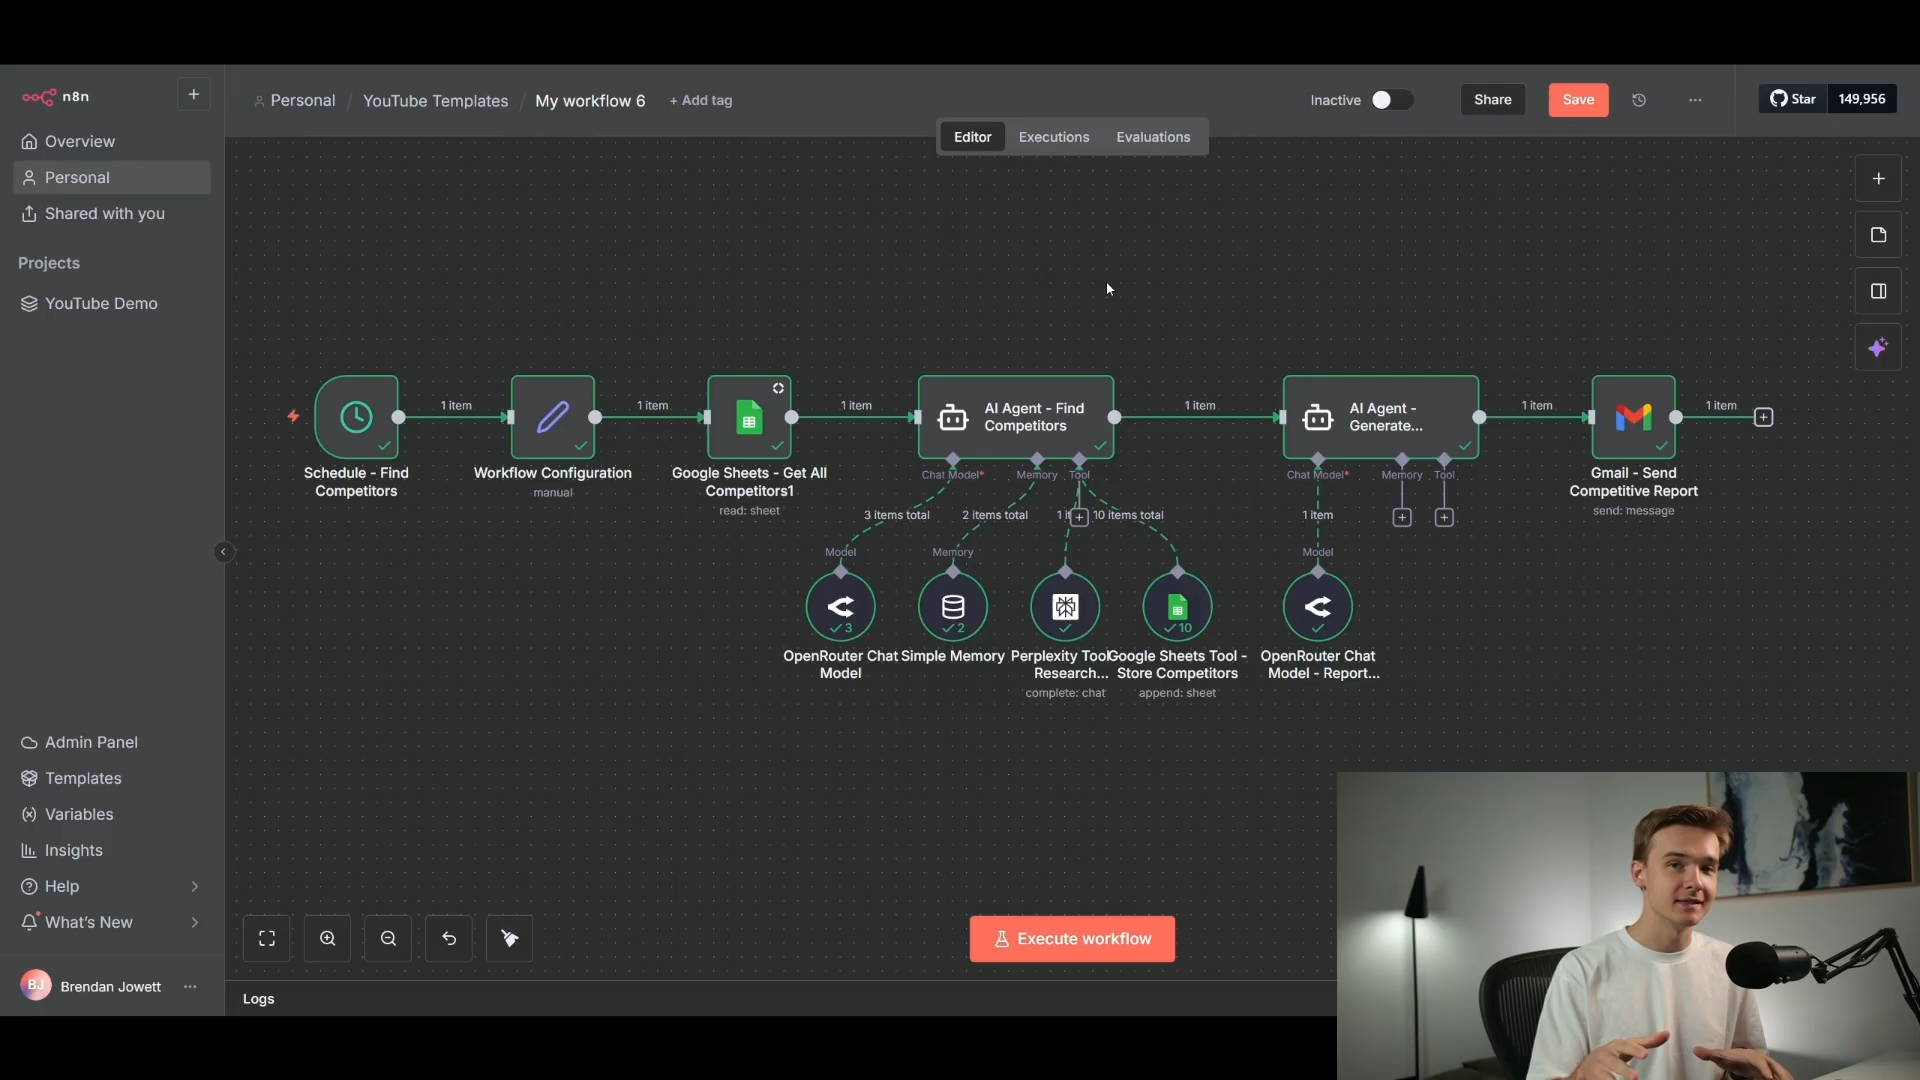 n8n
Personal / YouTube Templates / My workflow 6 + Add tag
Inactive
Share
Save
Star 149,956
Editor Executions Evaluations
Overview
Personal
Shared with you
Projects
YouTube Demo
1 item
1 item
1 item
1 item
1 item
1 item
AI Agent - Find
Competitors
AI Agent -
Generate...
Schedule - Find
Competitors
Workflow Configuration
manual
Google Sheets - Get All
Competitors1
read: sheet
Chat Model* Memory Tool
Chat Model* Memory Tool
Gmail - Send
Competitive Report
send: message
3 items total 2 items total 10 items total
1 item
Model Memory Model
3 2 10
OpenRouter Chat
Model
Simple Memory
Perplexity Tool
Research...
complete: chat
Google Sheets Tool -
Store Competitors
append: sheet
OpenRouter Chat
Model - Report...
Admin Panel
Templates
Variables
Insights
Help
What's New
BJ Brendan Jowett
Execute workflow
Logs